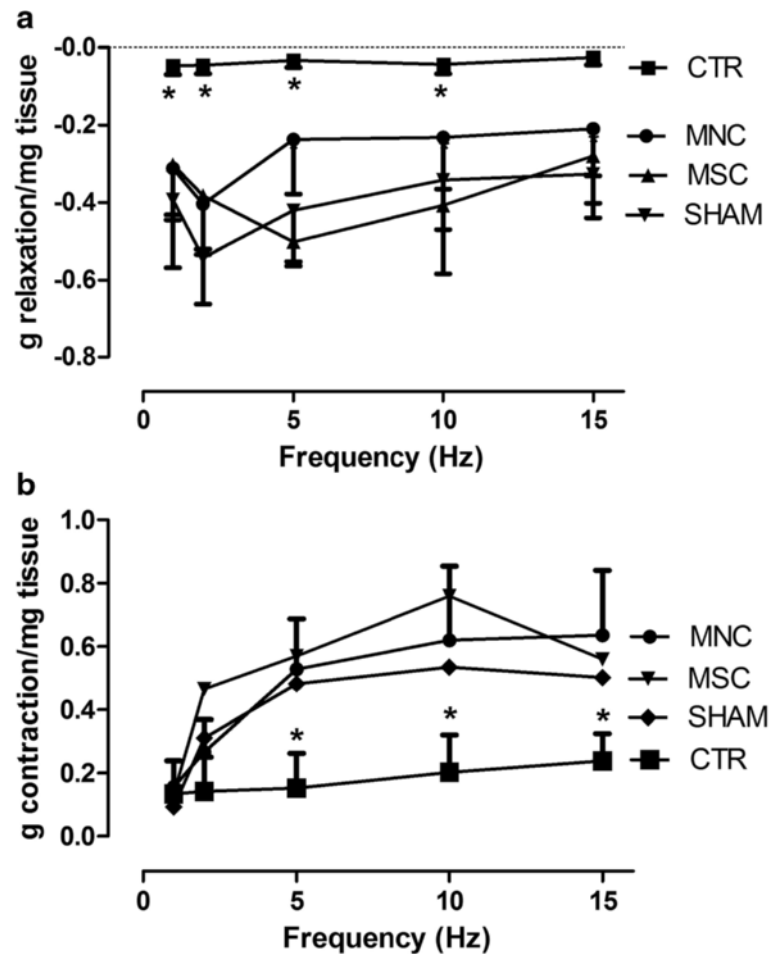 a
g relaxation/mg tissue
-0.0
-0.2
-0.4
-0.6
-0.8
* * * *
CTR
MNC
MSC
SHAM
0 5 10 15
Frequency (Hz)
b
g contraction/mg tissue
1.0
0.8
0.6
0.4
0.2
0.0
* * *
MNC
MSC
SHAM
CTR
0 5 10 15
Frequency (Hz)